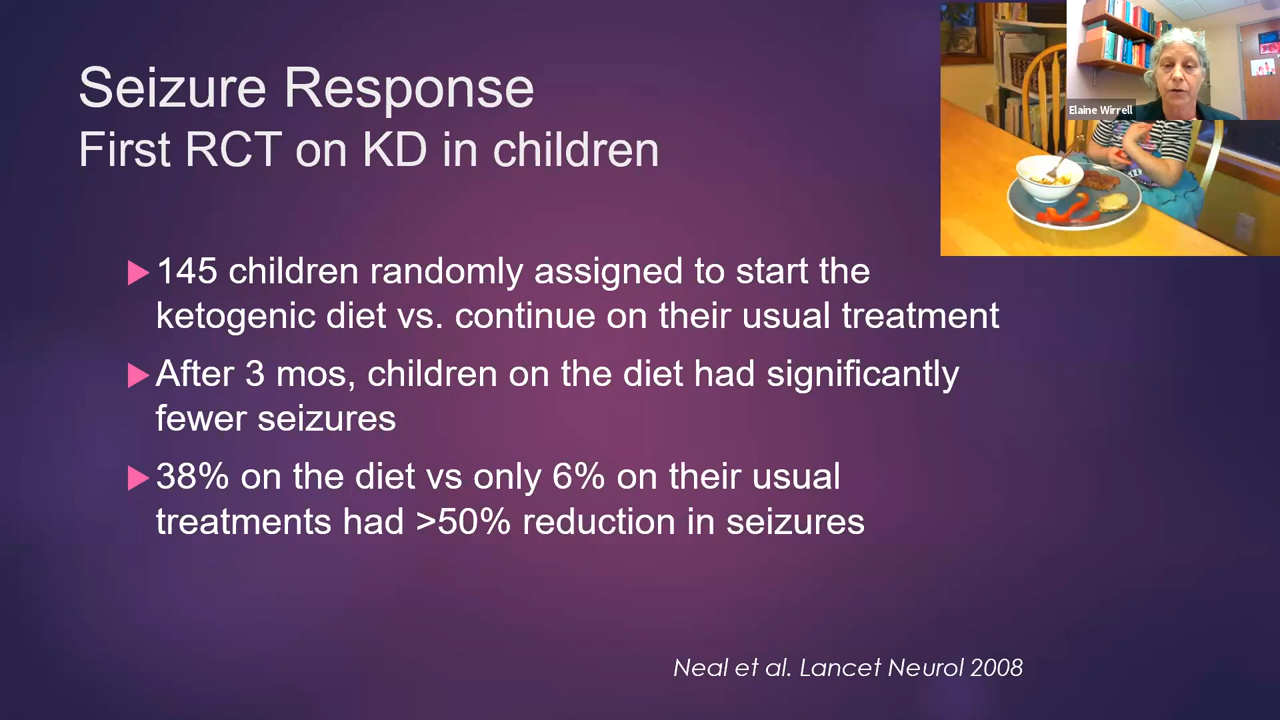 Seizure Response
First RCT on KD in children
Elaine Wirrell
145 children randomly assigned to start the
ketogenic diet vs. continue on their usual treatment
After 3 mos, children on the diet had significantly
fewer seizures
38% on the diet vs only 6% on their usual
treatments had >50% reduction in seizures
Neal et al. Lancet Neurol 2008